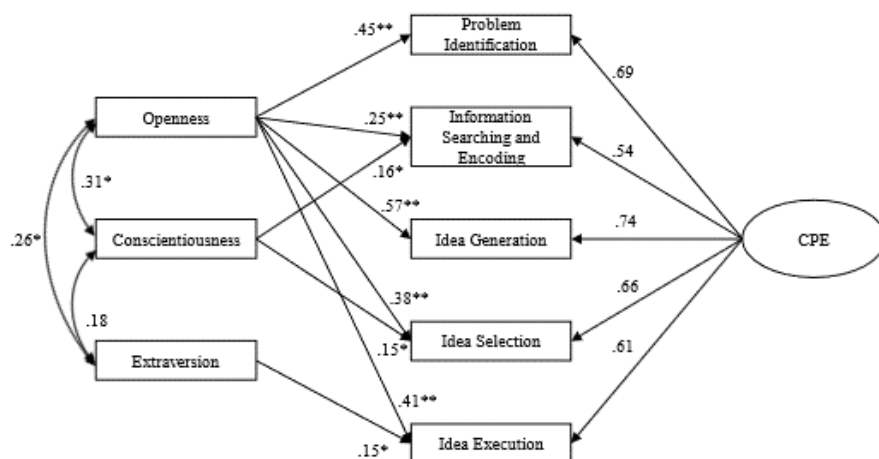 Problem
Identification
.45**
.69
Openness
.25**
Information
Searching and
Encoding
.54
.31*
.16*
.57**
.74
.26*
Conscientiousness
Idea Generation
CPE
.38**
.66
.18
Extraversion
.15*
Idea Selection
.61
.41**
.15*
Idea Execution